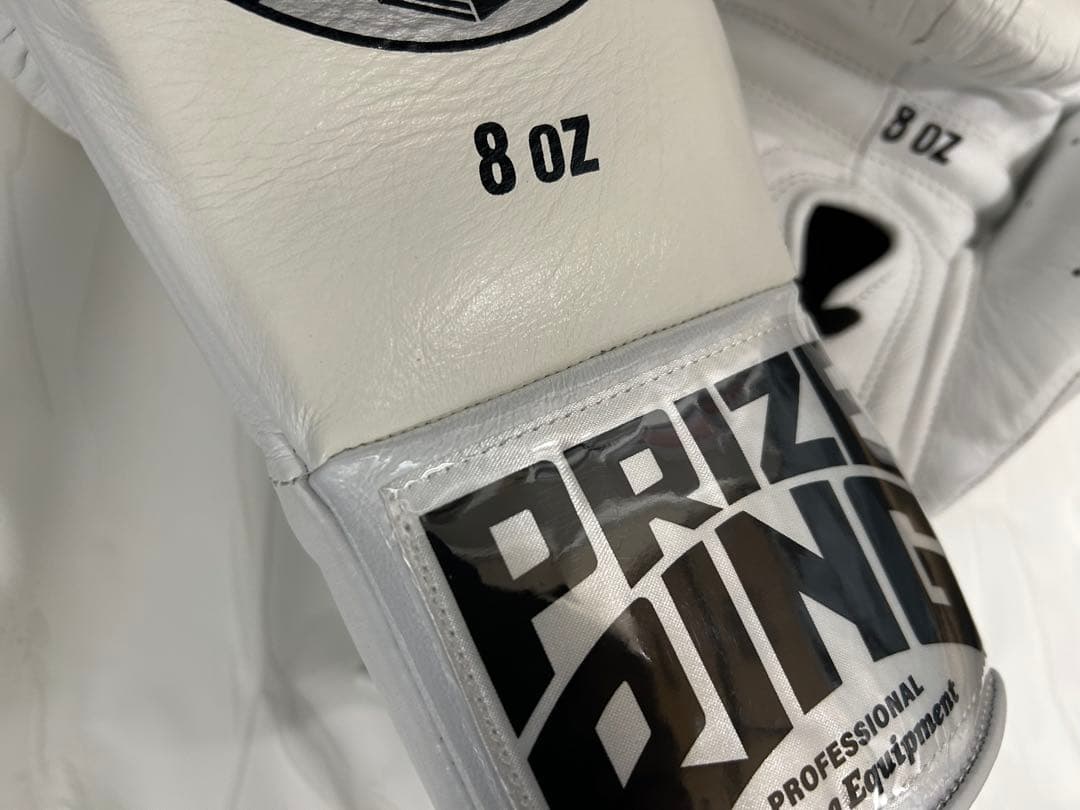 8 OZ
8 OZ
PRIZE
RING
PROFESSIONAL
Equipment